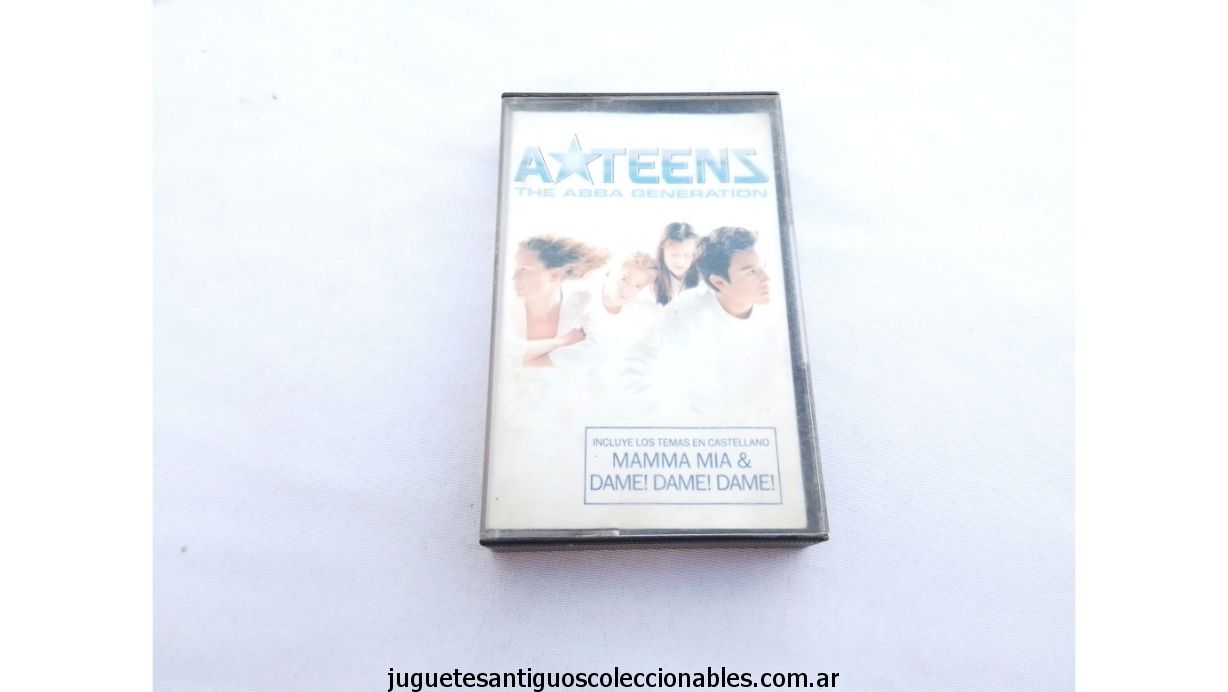 A★TEENS
THE ABBA GENERATION
INCLUYE LOS TEMAS EN CASTELLANO
MAMMA MIA &
DAME! DAME! DAME!
juguetesantiguoscoleccionables.com.ar